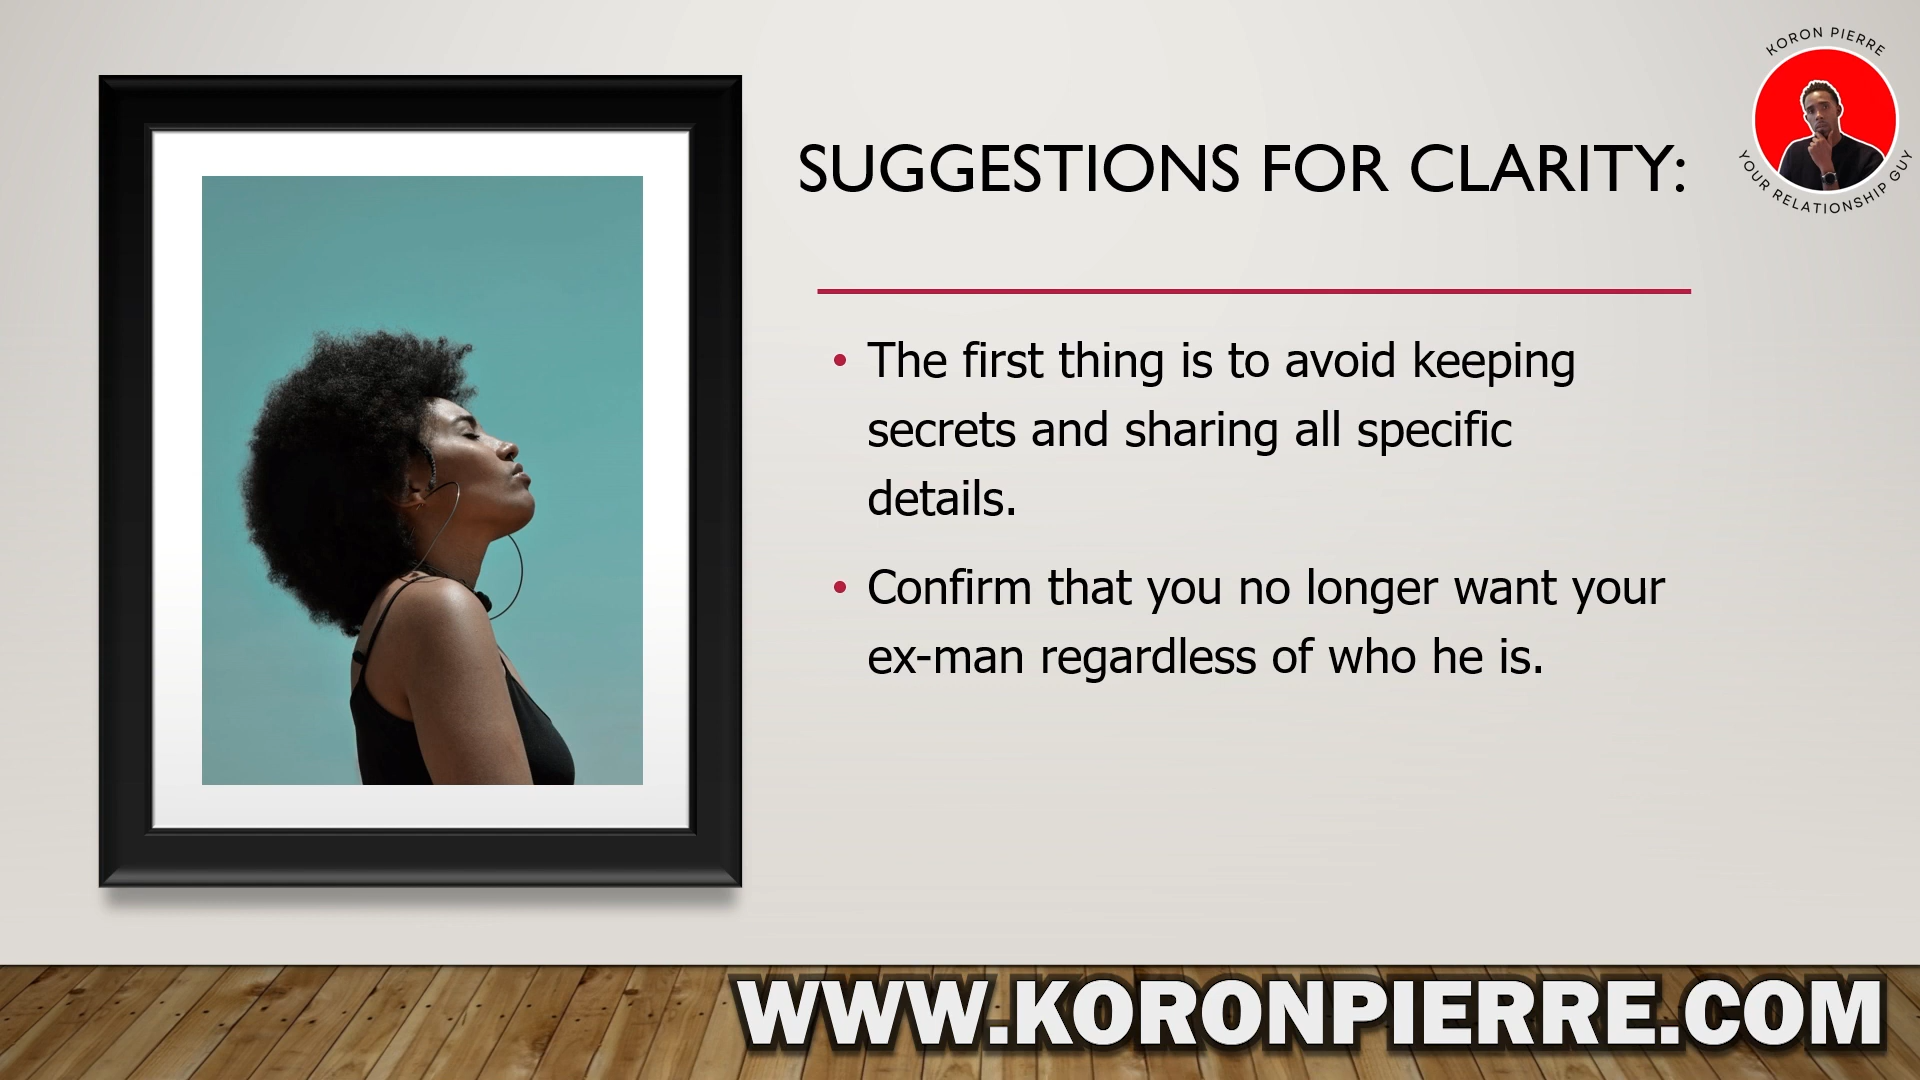 KORON PIERRE
YOUR RELATIONSHIP GUY
SUGGESTIONS FOR CLARITY:
• The first thing is to avoid keeping
secrets and sharing all specific
details.
• Confirm that you no longer want your
ex-man regardless of who he is.
WWW.KORONPIERRE.COM